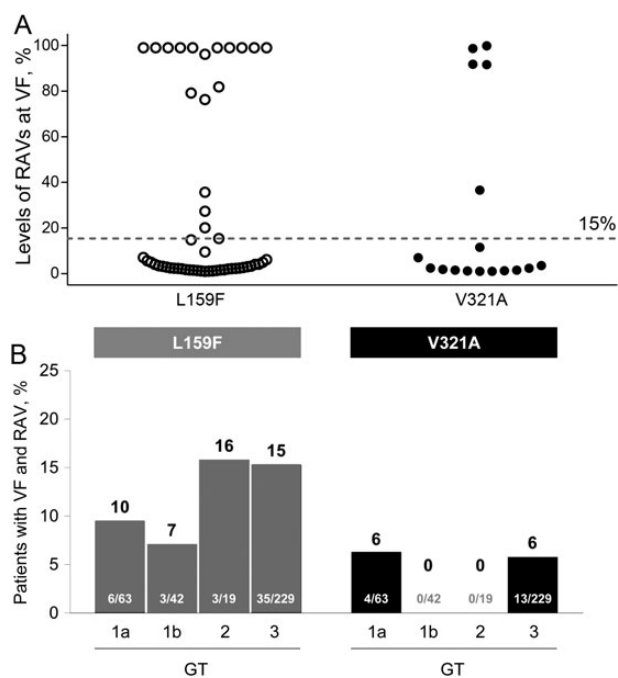 A
Levels of RAVs at VF, %
100
80
60
40
20
0
15%
L159F V321A
B
L159F V321A
Patients with VF and RAV, %
25
20
15
10
5
0
10 7 16 15 6 0 0 6
6/63 3/42 3/19 35/229 4/63 0/42 0/19 13/229
1a 1b 2 3 1a 1b 2 3
GT GT